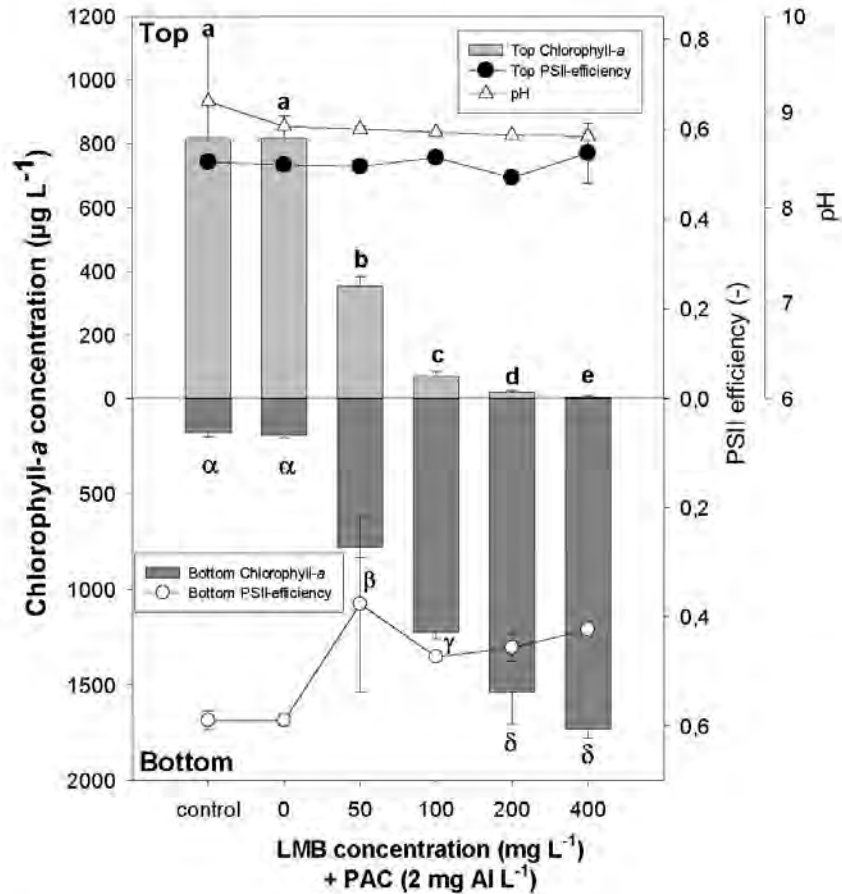 Top
Top Chlorophyll-a
Top PSII-efficiency
pH
1200
1000
800
600
400
200
0
500
1000
1500
2000
Chlorophyll-a concentration (µg L⁻¹)
a
a
b
c
d
e
α
α
β
γ
δ
δ
0,8
0,6
0,4
0,2
0,0
0,2
0,4
0,6
PSII efficiency (-)
10
9
8
7
6
pH
Bottom Chlorophyll-a
Bottom PSII-efficiency
Bottom
control 0 50 100 200 400
LMB concentration (mg L⁻¹)
+ PAC (2 mg Al L⁻¹)